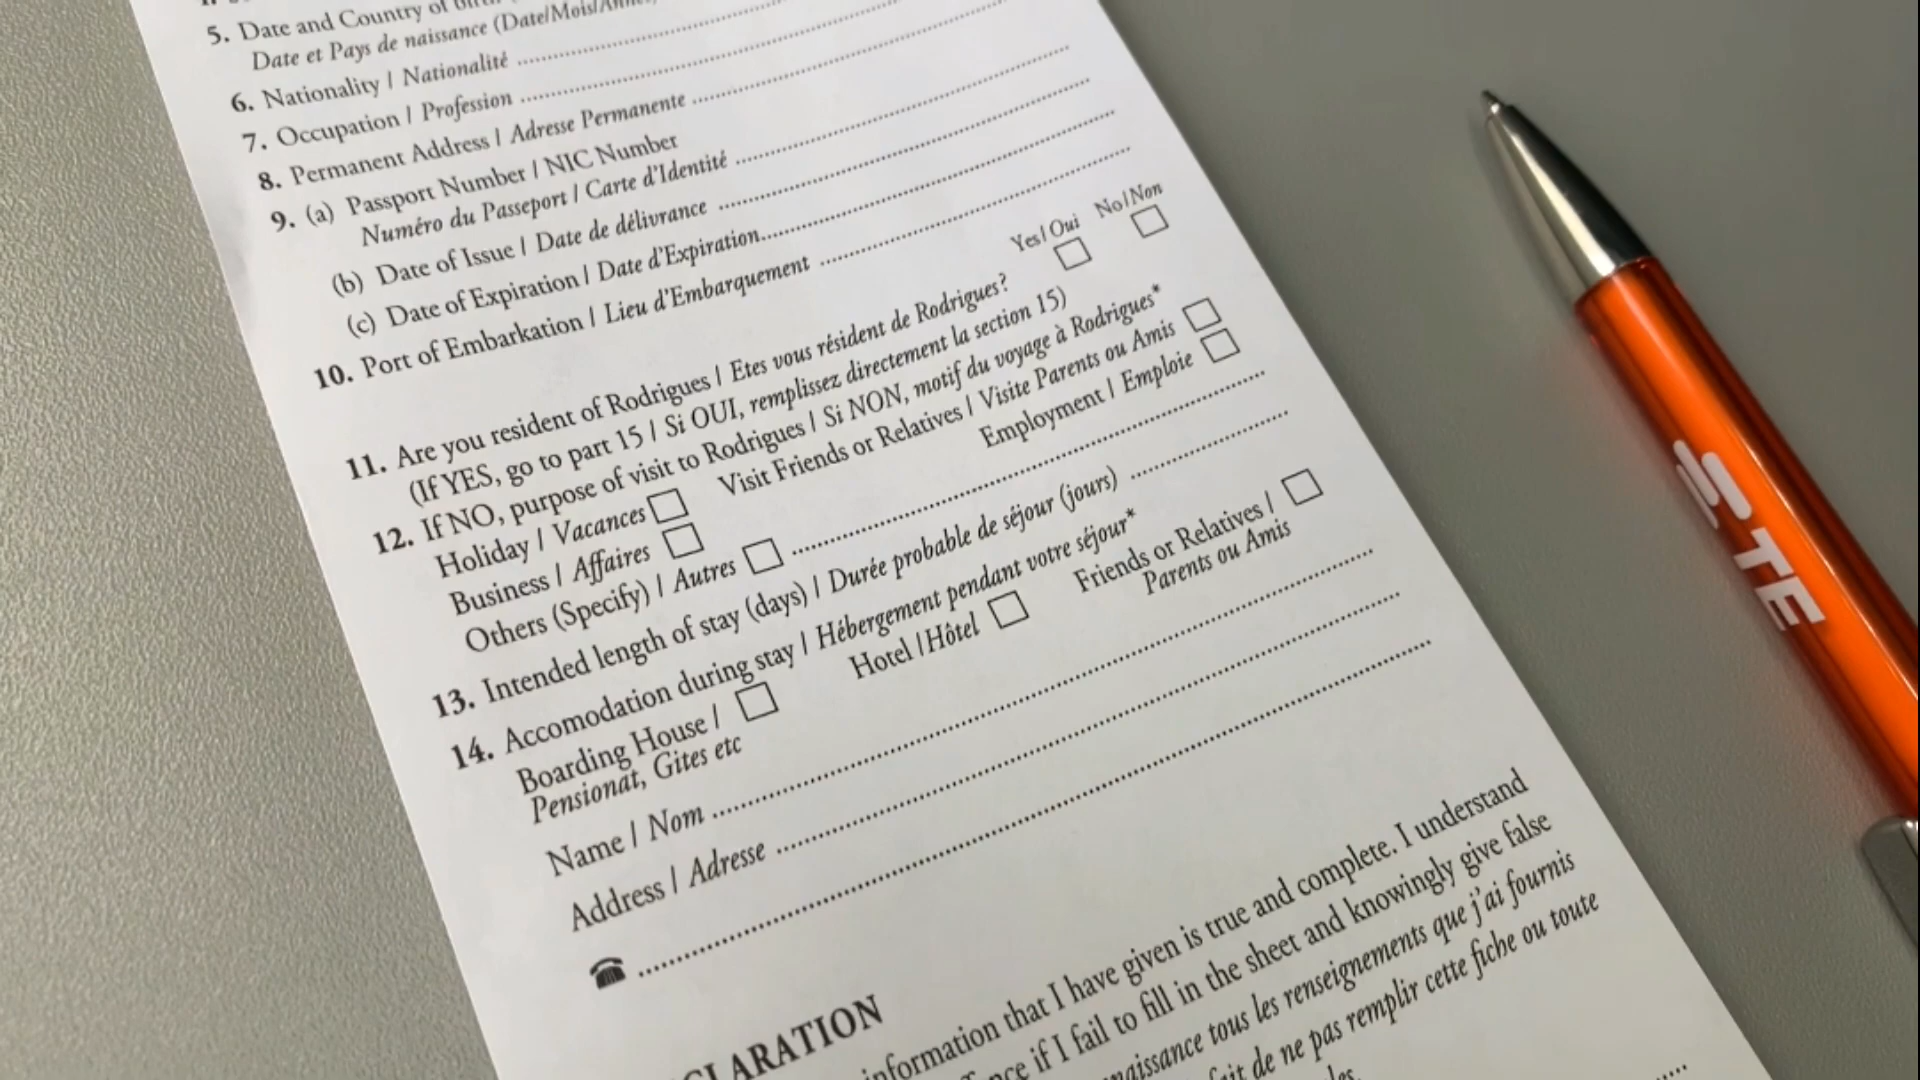 5. Date and Country of
Date et Pays de naissance (Date/Mois/Année
6. Nationality / Nationalité ....................
7. Occupation / Profession ....................
8. Permanent Address / Adresse Permanente ....................
9. (a) Passport Number / NIC Number
Numéro du Passeport / Carte d'Identité ....................
(b) Date of Issue / Date de délivrance ....................
(c) Date of Expiration / Date d'Expiration....................
10. Port of Embarkation / Lieu d'Embarquement ....................
Yes / Oui No / Non
11. Are you resident of Rodrigues / Etes vous résident de Rodrigues?
(If YES, go to part 15 / Si OUI, remplissez directement la section 15)
12. If NO, purpose of visit to Rodrigues / Si NON, motif du voyage à Rodrigues*
Holiday / Vacances Visit Friends or Relatives / Visite Parents ou Amis
Business / Affaires Employment / Emploie
Others (Specify) / Autres ....................
13. Intended length of stay (days) / Durée probable de séjour (jours) ....................
14. Accomodation during stay / Hébergement pendant votre séjour*
Boarding House / Hotel / Hôtel Friends or Relatives /
Pensionat, Gites etc Parents ou Amis
Name / Nom ....................
Address / Adresse ....................
☎ ....................
CLARATION
information that I have given is true and complete. I understand
if I fail to fill in the sheet and knowingly give false
naissance tous les renseignements que j'ai fournis
de ne pas remplir cette fiche ou toute
STE